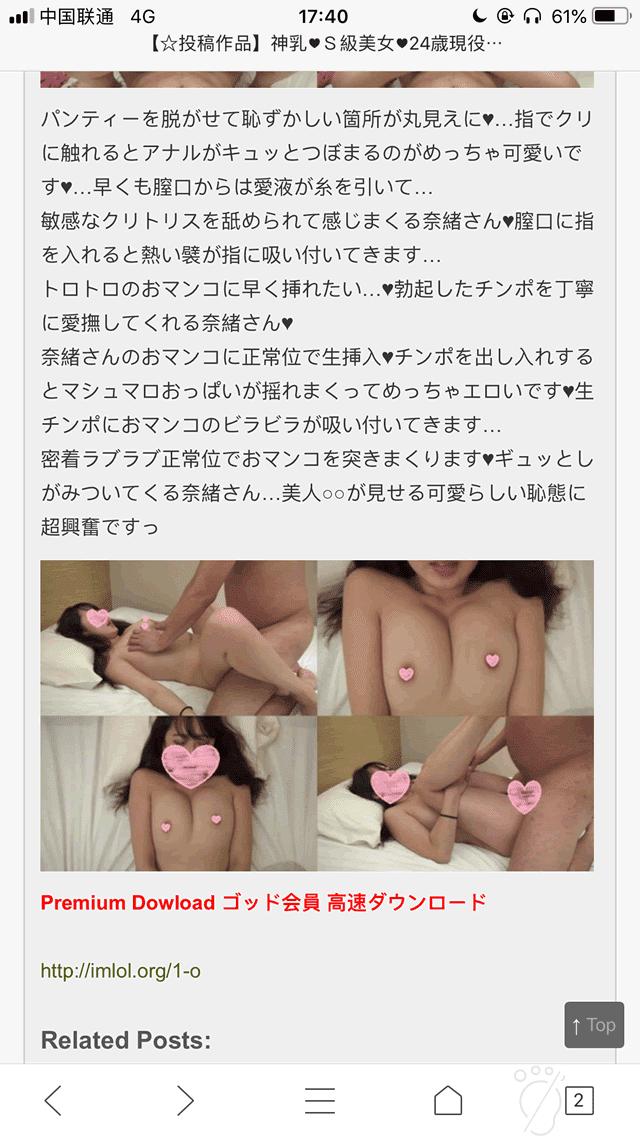 中国联通 4G 17:40 61%
【☆投稿作品】神乳♥Ｓ級美女♥24歳現役…
パンティーを脱がせて恥ずかしい箇所が丸見えに♥…指でクリ
に触れるとアナルがキュッとつぼまるのがめっちゃ可愛いで
す♥…早くも膣口からは愛液が糸を引いて…
敏感なクリトリスを舐められて感じまくる奈緒さん♥膣口に指
を入れると熱い襞が指に吸い付いてきます…
トロトロのおマンコに早く挿れたい…♥勃起したチンポを丁寧
に愛撫してくれる奈緒さん♥
奈緒さんのおマンコに正常位で生挿入♥チンポを出し入れする
とマシュマロおっぱいが揺れまくってめっちゃエロいです♥生
チンポにおマンコのビラビラが吸い付いてきます…
密着ラブラブ正常位でおマンコを突きまくります♥ギュッとし
がみついてくる奈緒さん…美人○○が見せる可愛らしい恥態に
超興奮ですっ
Premium Dowload ゴッド会員 高速ダウンロード
http://imlol.org/1-o
↑ Top
Related Posts:
2